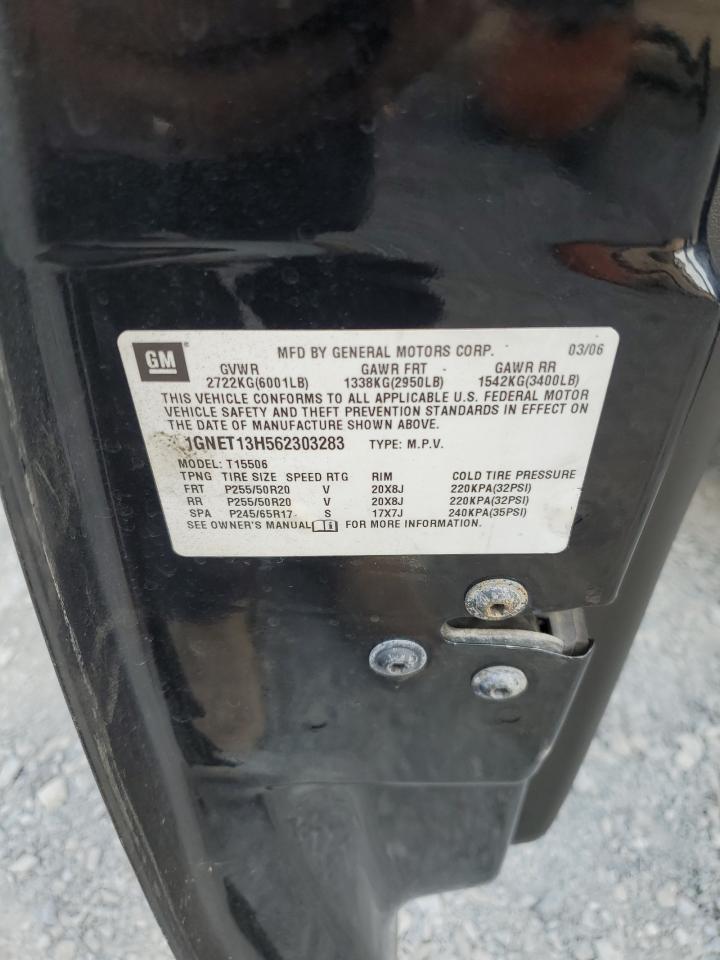 GM MFD BY GENERAL MOTORS CORP. 03/06
GVWR GAWR FRT GAWR RR
2722KG(6001LB) 1338KG(2950LB) 1542KG(3400LB)
THIS VEHICLE CONFORMS TO ALL APPLICABLE U.S. FEDERAL MOTOR
VEHICLE SAFETY AND THEFT PREVENTION STANDARDS IN EFFECT ON
THE DATE OF MANUFACTURE SHOWN ABOVE.
1GNET13H562303283 TYPE: M.P.V.
MODEL: T15506
TPNG TIRE SIZE SPEED RTG RIM COLD TIRE PRESSURE
FRT P255/50R20 V 20X8J 220KPA(32PSI)
RR P255/50R20 V 20X8J 220KPA(32PSI)
SPA P245/65R17 S 17X7J 240KPA(35PSI)
SEE OWNER'S MANUAL i FOR MORE INFORMATION.